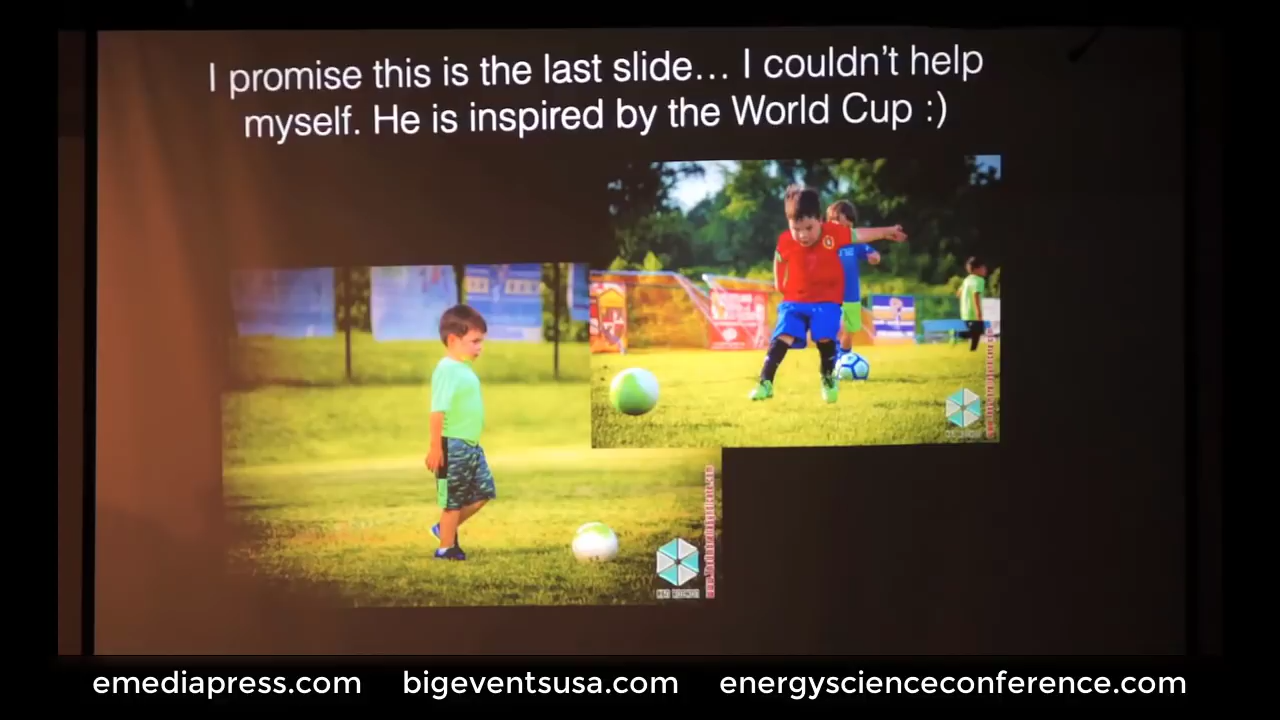 I promise this is the last slide... I couldn't help
myself. He is inspired by the World Cup :)
emediapress.com bigeventsusa.com energyscienceconference.com